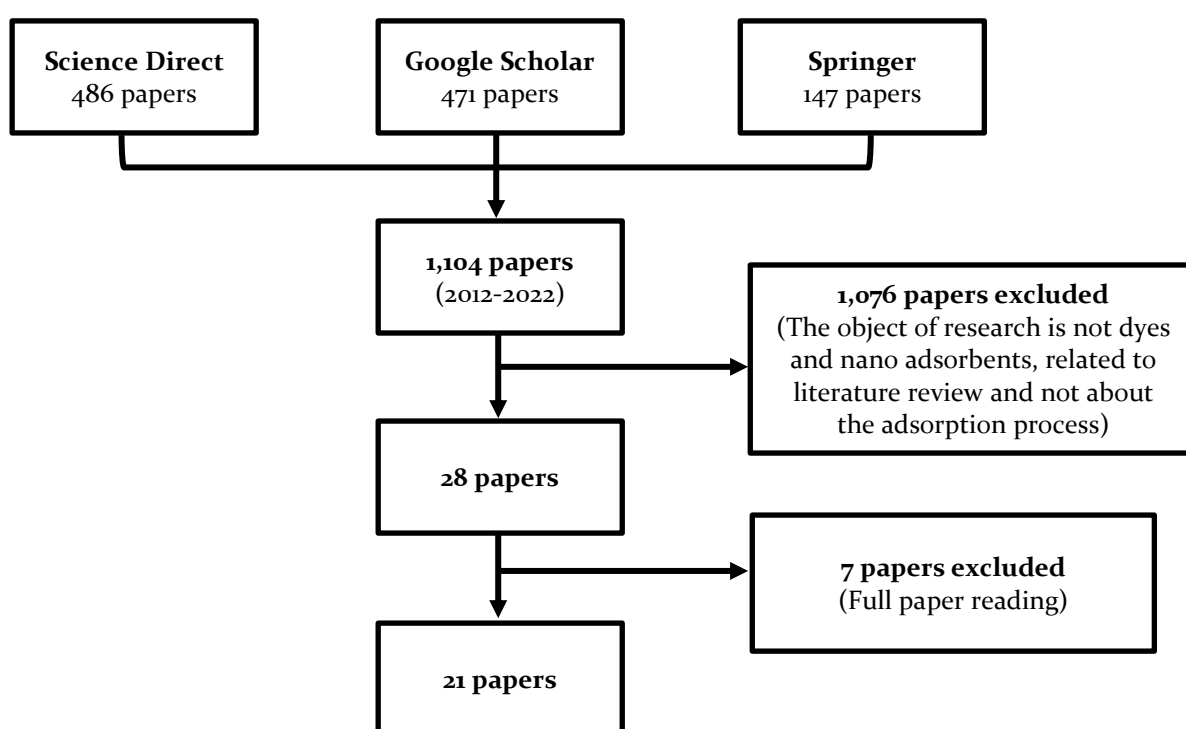 Science Direct
486 papers
Google Scholar
471 papers
Springer
147 papers
1,104 papers
(2012-2022)
1,076 papers excluded
(The object of research is not dyes
and nano adsorbents, related to
literature review and not about
the adsorption process)
28 papers
7 papers excluded
(Full paper reading)
21 papers